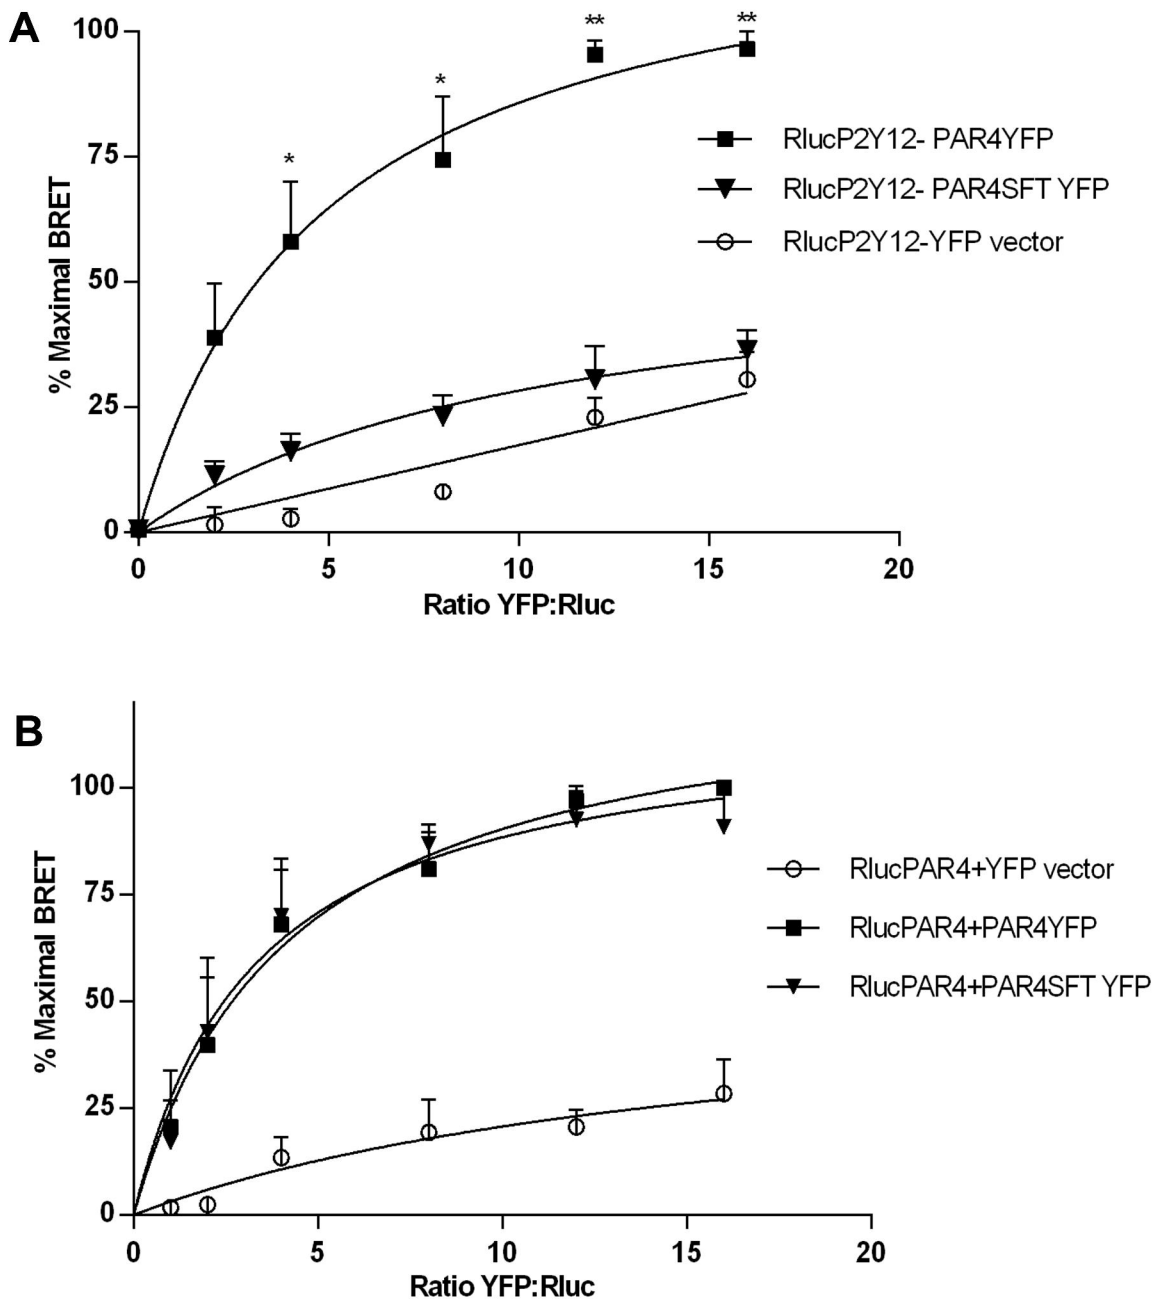 A
100
75
50
25
0
% Maximal BRET
*
*
**
**
RlucP2Y12- PAR4YFP
RlucP2Y12- PAR4SFT YFP
RlucP2Y12-YFP vector
0 5 10 15 20
Ratio YFP:Rluc
B
100
75
50
25
0
% Maximal BRET
RlucPAR4+YFP vector
RlucPAR4+PAR4YFP
RlucPAR4+PAR4SFT YFP
0 5 10 15 20
Ratio YFP:Rluc